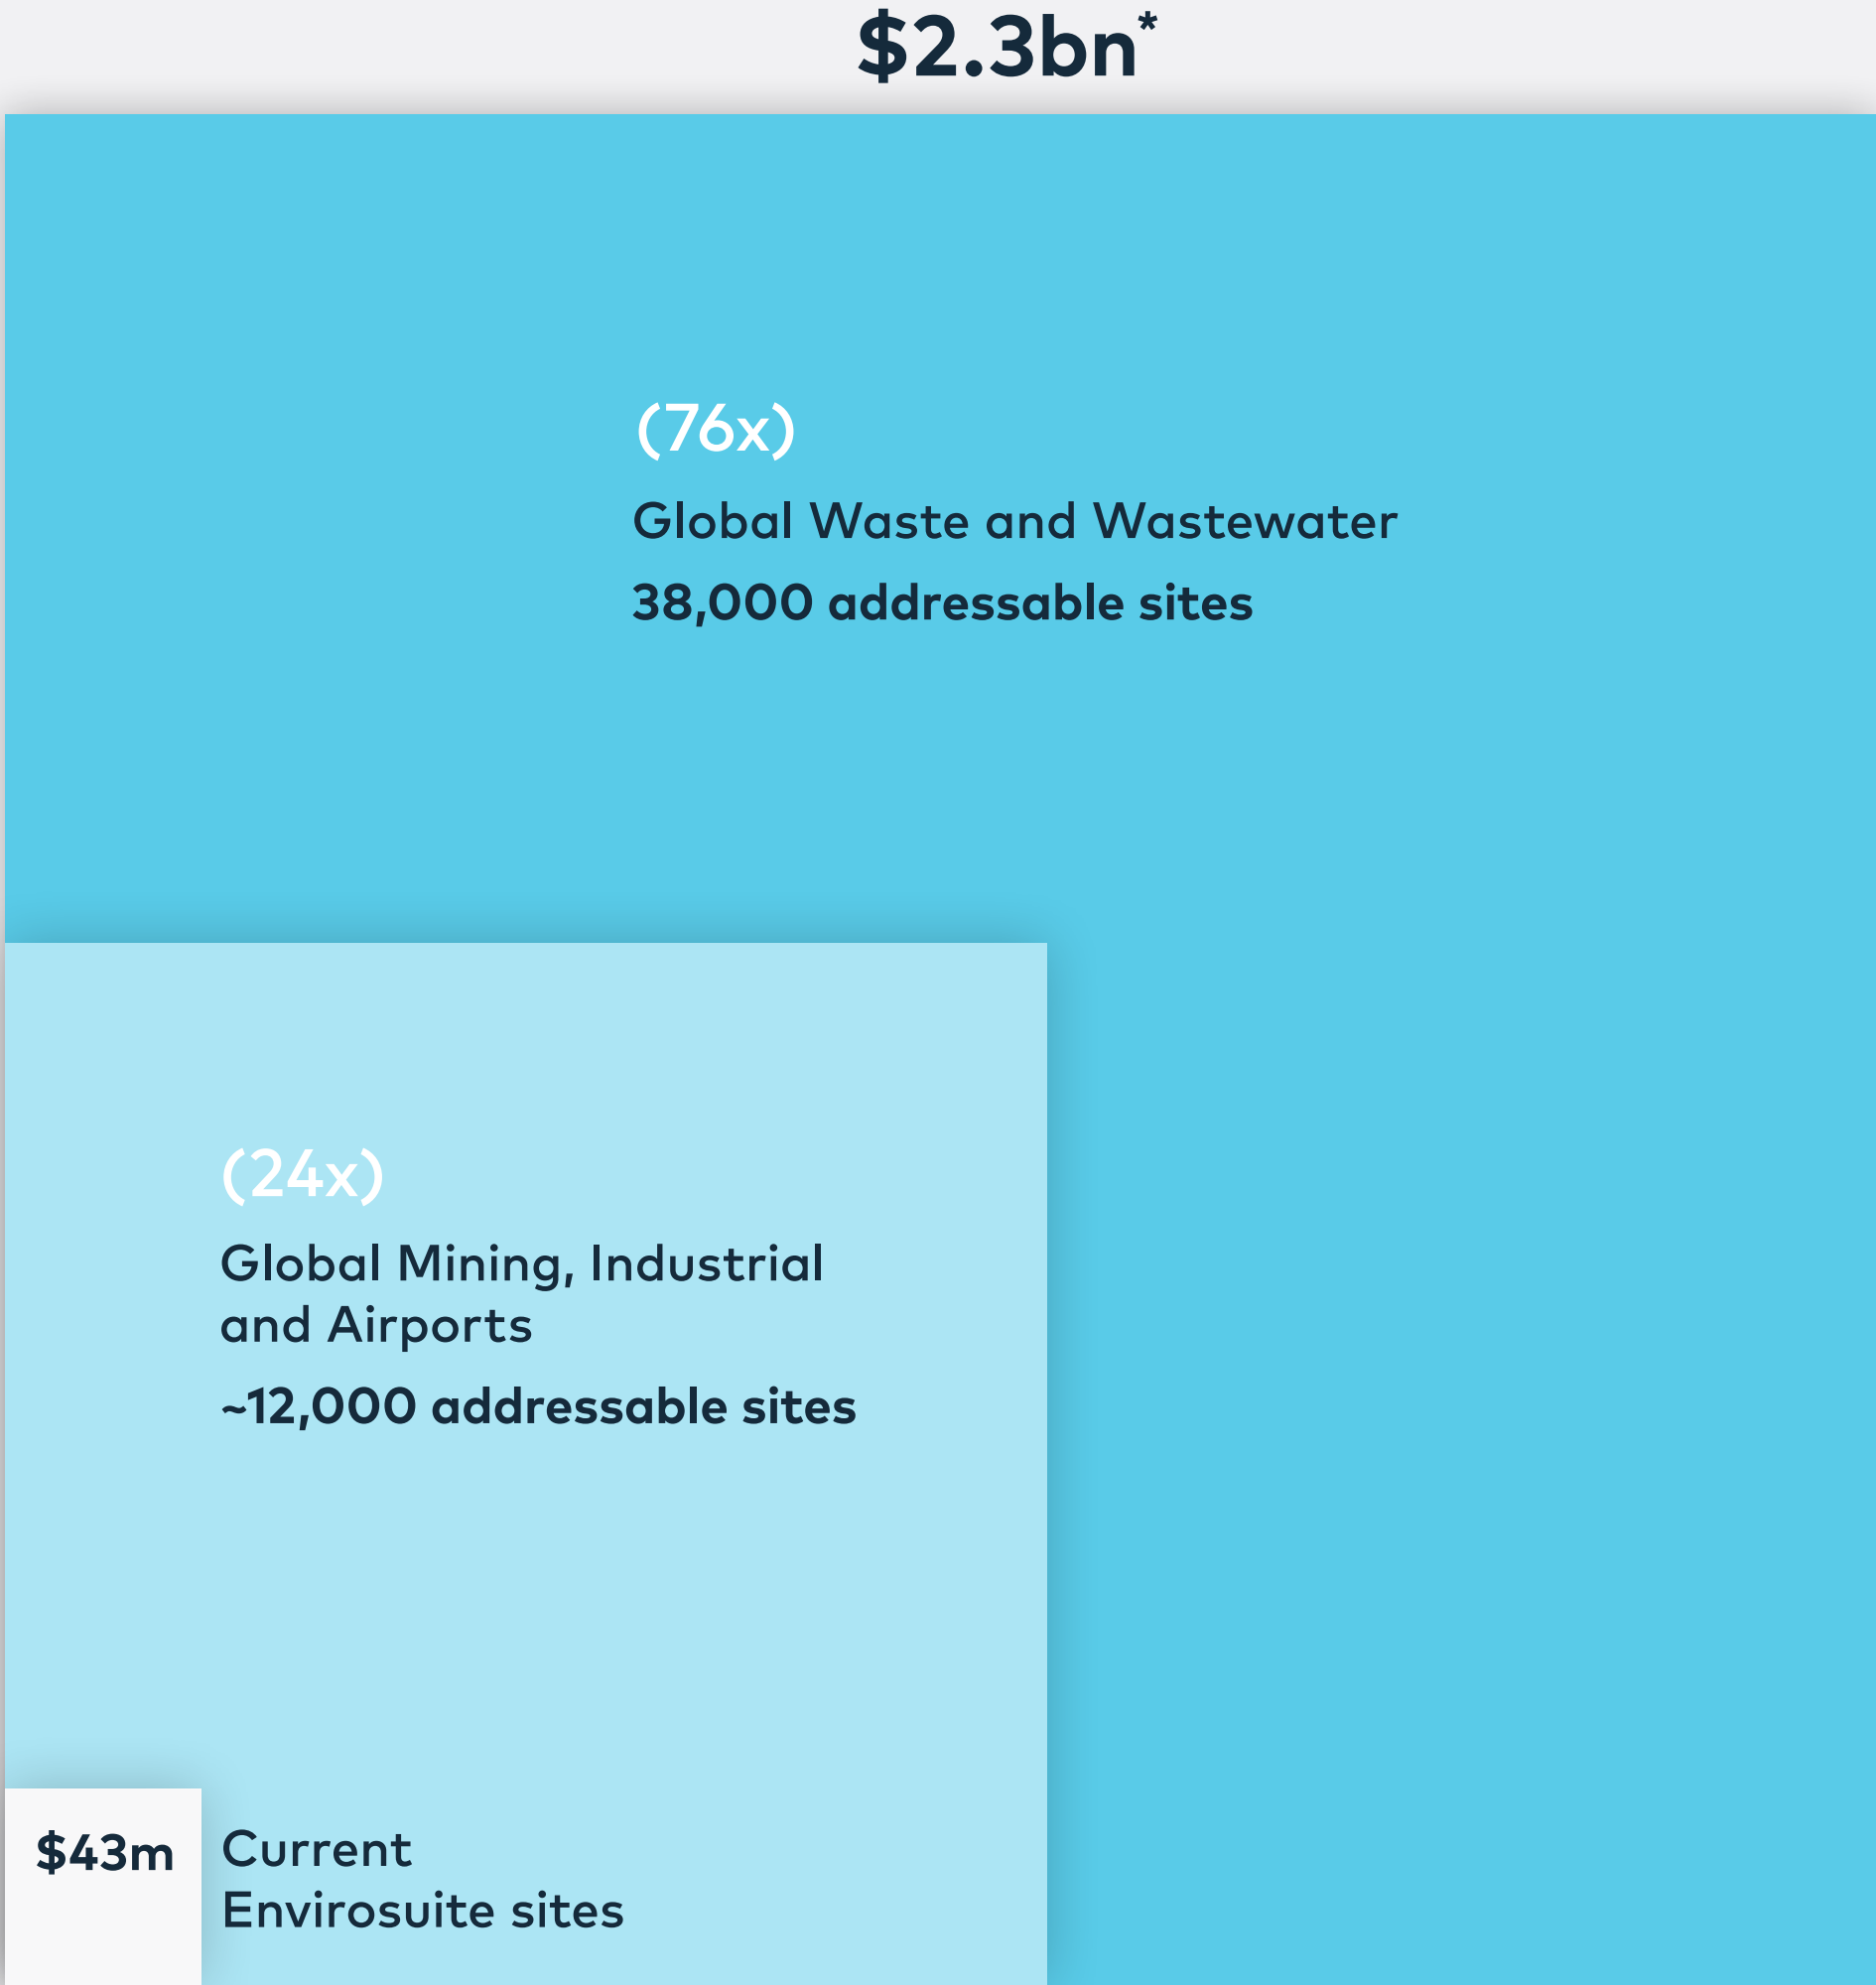 $2.3bn*
(76x)
Global Waste and Wastewater
38,000 addressable sites
(24x)
Global Mining, Industrial
and Airports
~12,000 addressable sites
$43m
Current
Envirosuite sites